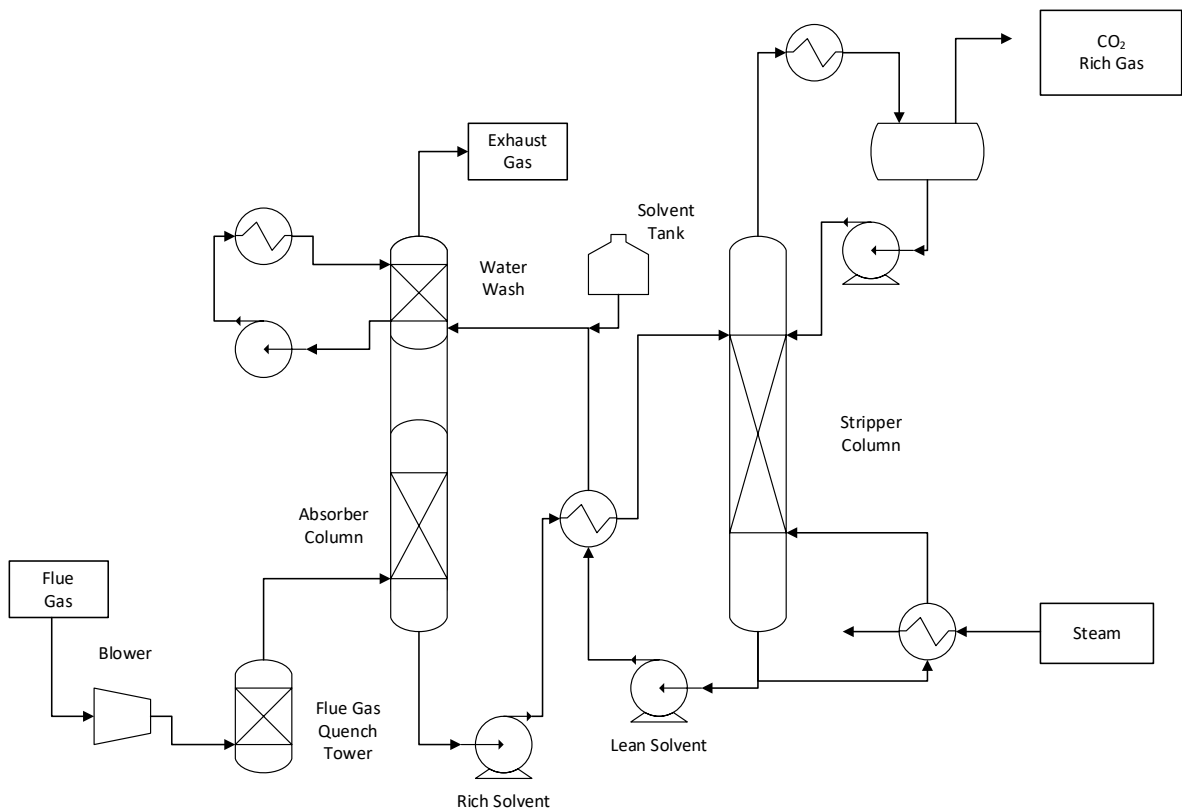 CO₂
Rich Gas
Exhaust
Gas
Solvent
Tank
Water
Wash
Stripper
Column
Absorber
Column
Flue
Gas
Steam
Blower
Flue Gas
Quench
Tower
Lean Solvent
Rich Solvent